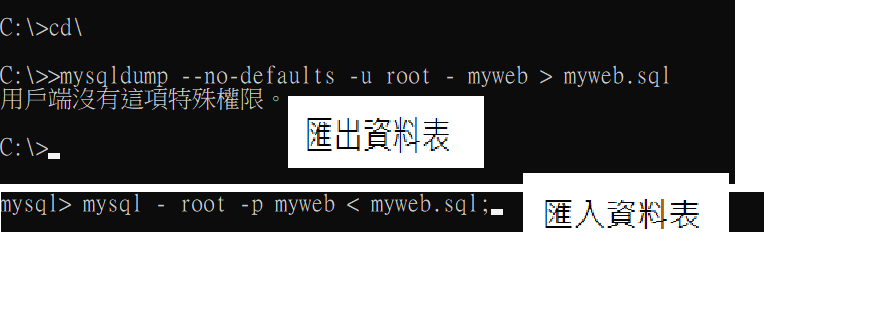 C:\>cd\
C:\>>mysqldump --no-defaults -u root - myweb > myweb.sql
用戶端沒有這項特殊權限。
匯出資料表
C:\>
mysql> mysql - root -p myweb < myweb.sql;
匯入資料表